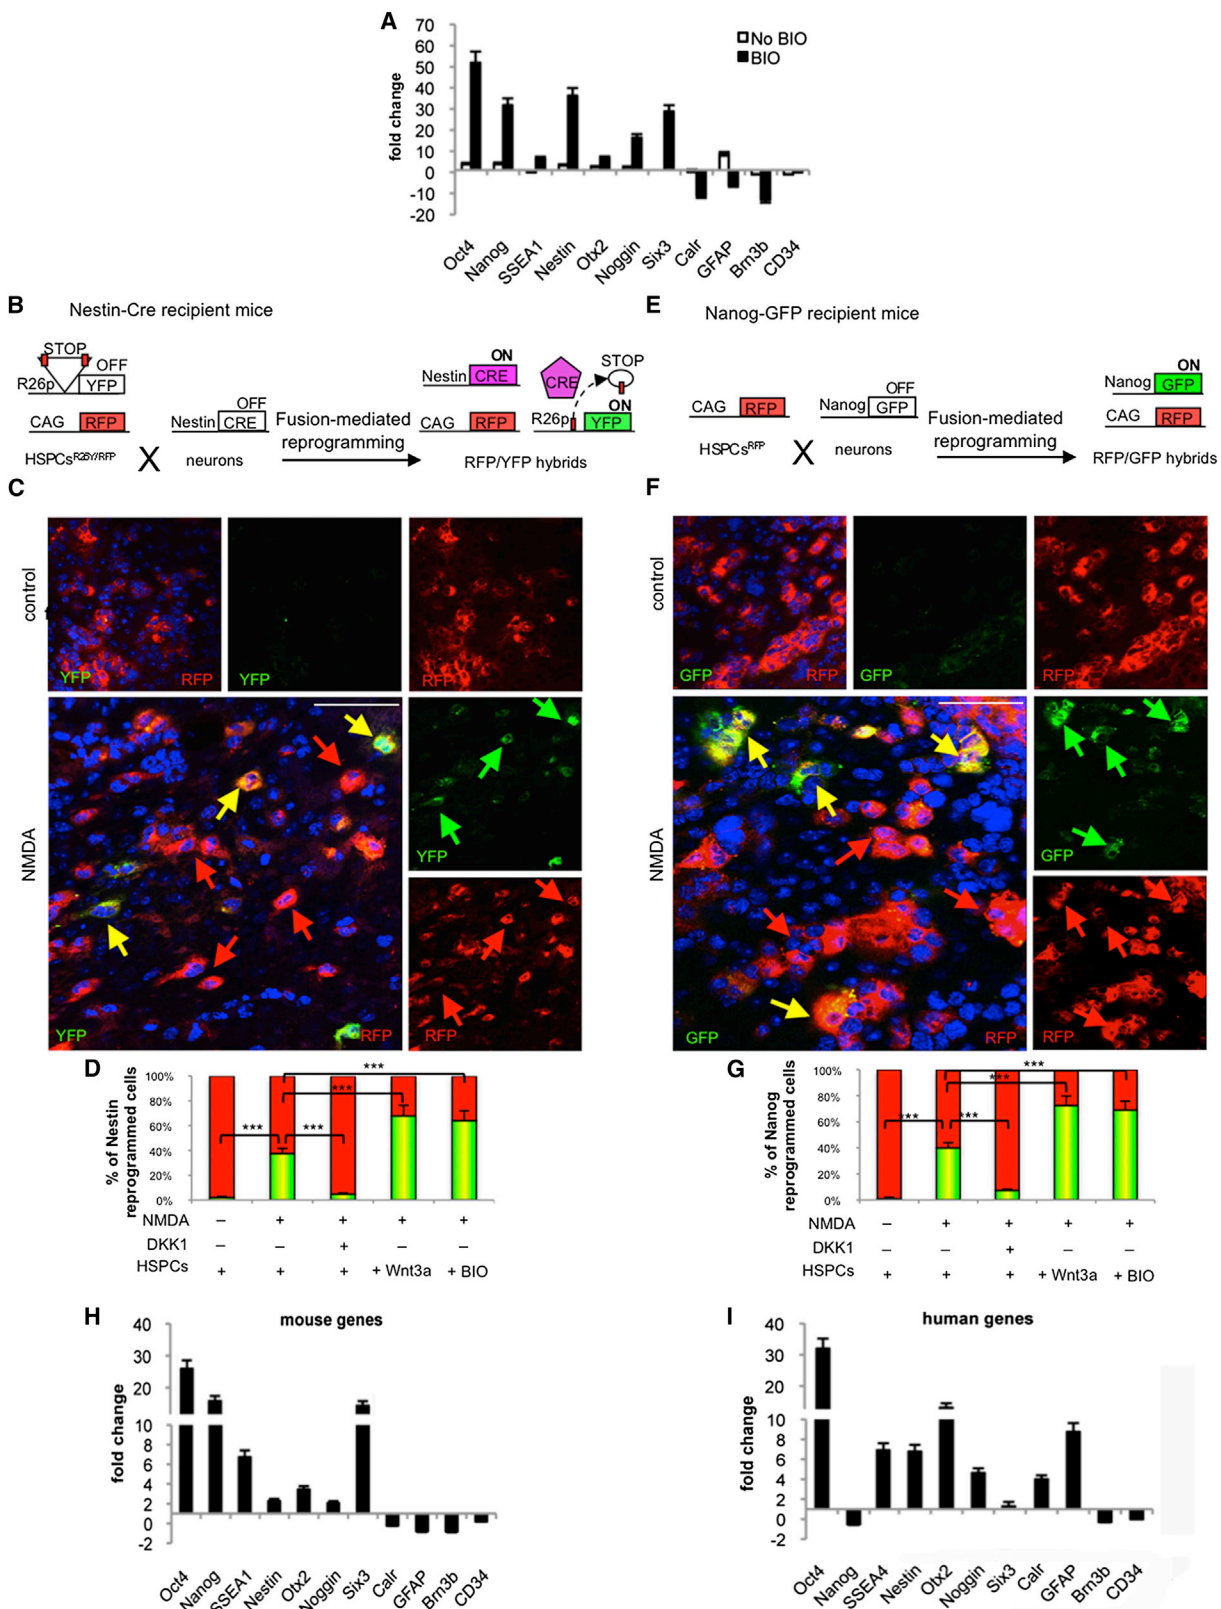 A
70
60
50
40
30
20
10
0
-10
-20
fold change
No BIO
BIO
Oct4
Nanog
SSEA1
Nestin
Otx2
Noggin
Six3
Calr
GFAP
Brn3b
CD34
B
Nestin-Cre recipient mice
STOP
OFF
R26p
YFP
CAG
RFP
HSPCsR26Y/RFP
X
OFF
Nestin
CRE
neurons
Fusion-mediated
reprogramming
ON
Nestin
CRE
CAG
RFP
CRE
STOP
R26p
ON
YFP
RFP/YFP hybrids
E
Nanog-GFP recipient mice
CAG
RFP
HSPCsRFP
X
OFF
Nanog
GFP
neurons
Fusion-mediated
reprogramming
ON
Nanog
GFP
CAG
RFP
RFP/GFP hybrids
C
control
YFP
RFP
YFP
RFP
NMDA
YFP
RFP
YFP
RFP
F
control
GFP
RFP
GFP
RFP
NMDA
GFP
RFP
GFP
RFP
D
% of Nestin
reprogrammed cells
100%
80%
60%
40%
20%
0%
***
***
***
***
NMDA – + + + +
DKK1 – – + – –
HSPCs + + + + Wnt3a + BIO
G
% of Nanog
reprogrammed cells
100%
80%
60%
40%
20%
0%
***
***
***
***
NMDA – + + + +
DKK1 – – + – –
HSPCs + + + + Wnt3a + BIO
H
mouse genes
fold change
40
30
20
10
8
6
4
2
0
-2
Oct4
Nanog
SSEA1
Nestin
Otx2
Noggin
Six3
Calr
GFAP
Brn3b
CD34
I
human genes
fold change
40
30
20
10
8
6
4
2
0
-2
Oct4
Nanog
SSEA4
Nestin
Otx2
Noggin
Six3
Calr
GFAP
Brn3b
CD34